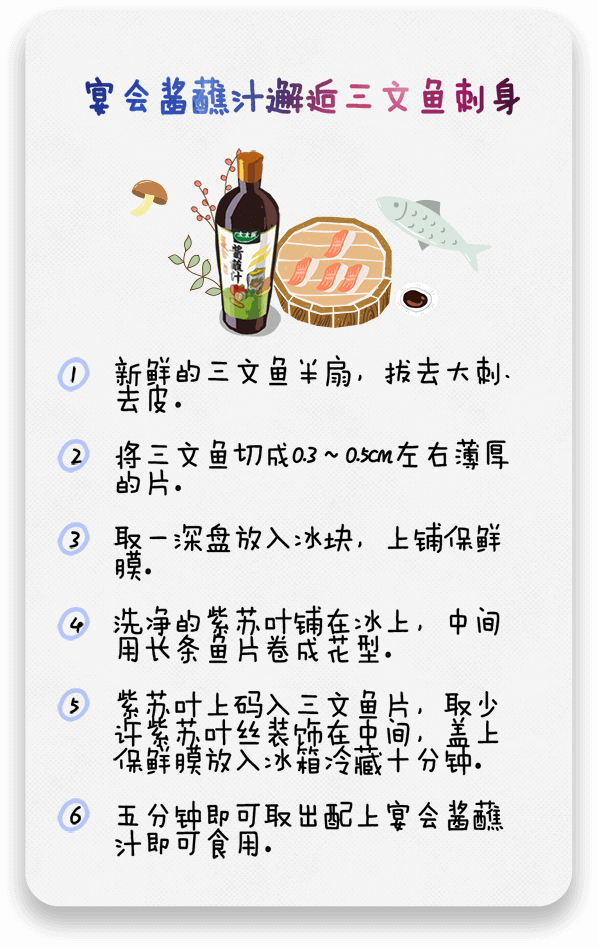 宴会酱蘸汁邂逅三文鱼刺身
酱蘸汁
1 新鲜的三文鱼半扇，拔去大刺、
去皮。
2 将三文鱼切成0.3~0.5cm左右薄厚
的片。
3 取一深盘放入冰块，上铺保鲜
膜。
4 洗净的紫苏叶铺在冰上，中间
用长条鱼片卷成花型。
5 紫苏叶上码入三文鱼片，取少
许紫苏叶丝装饰在中间，盖上
保鲜膜放入冰箱冷藏十分钟。
6 五分钟即可取出配上宴会酱蘸
汁即可食用。